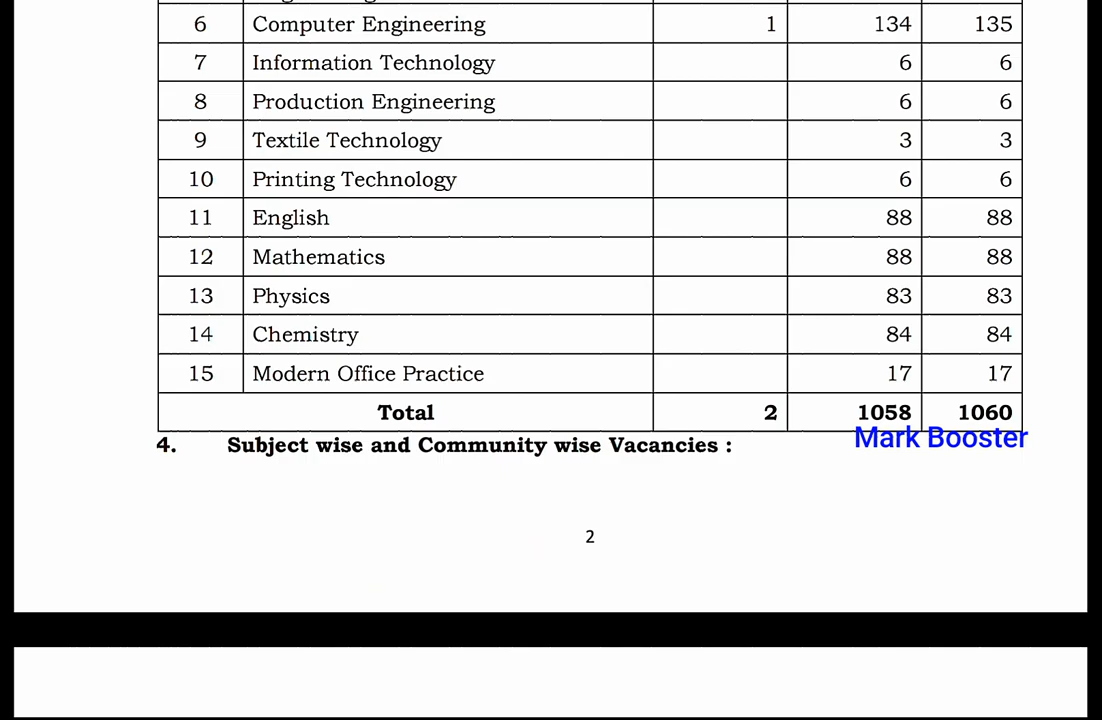 6 Computer Engineering 1 134 135
7 Information Technology 6 6
8 Production Engineering 6 6
9 Textile Technology 3 3
10 Printing Technology 6 6
11 English 88 88
12 Mathematics 88 88
13 Physics 83 83
14 Chemistry 84 84
15 Modern Office Practice 17 17
Total 2 1058 1060
4. Subject wise and Community wise Vacancies :
Mark Booster
2